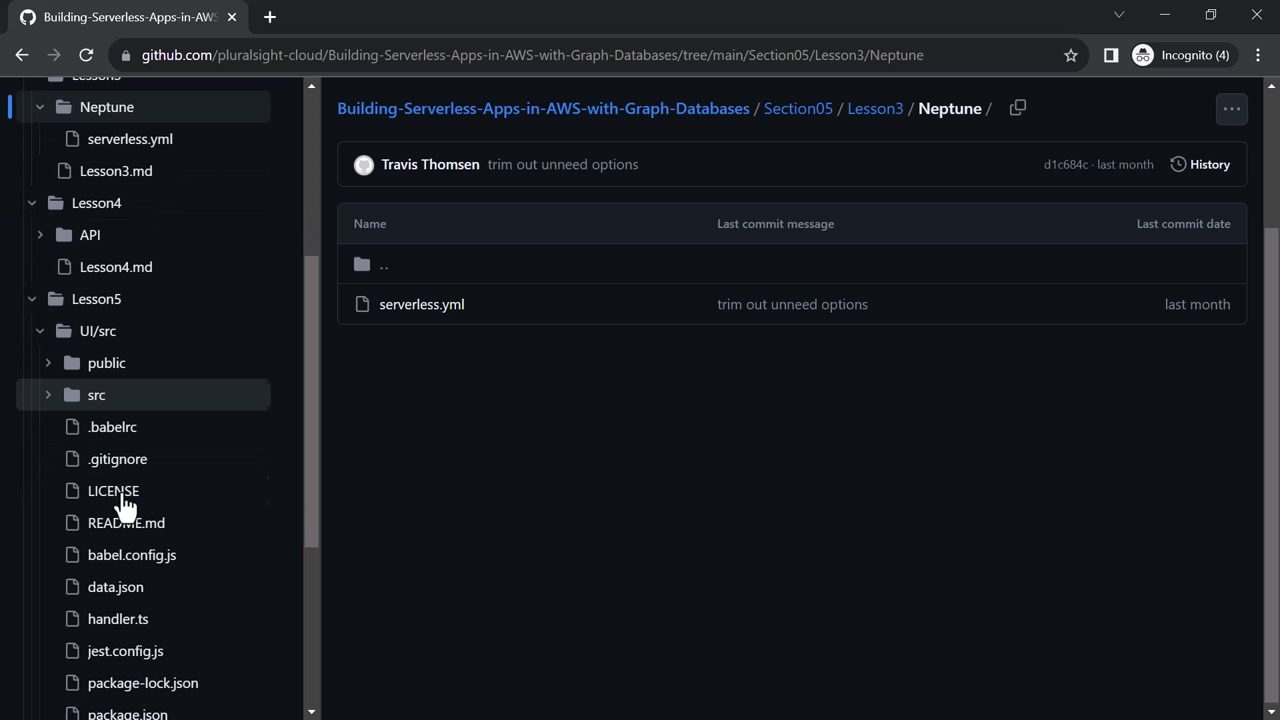 Building-Serverless-Apps-in-AWS
github.com/pluralsight-cloud/Building-Serverless-Apps-in-AWS-with-Graph-Databases/tree/main/Section05/Lesson3/Neptune
Incognito (4)
Lesson3
Neptune
serverless.yml
Lesson3.md
Lesson4
API
Lesson4.md
Lesson5
UI/src
public
src
.babelrc
.gitignore
LICENSE
README.md
babel.config.js
data.json
handler.ts
jest.config.js
package-lock.json
package.json
Building-Serverless-Apps-in-AWS-with-Graph-Databases / Section05 / Lesson3 / Neptune /
Travis Thomsen trim out unneed options
d1c684c · last month
History
Name Last commit message Last commit date
..
serverless.yml trim out unneed options last month